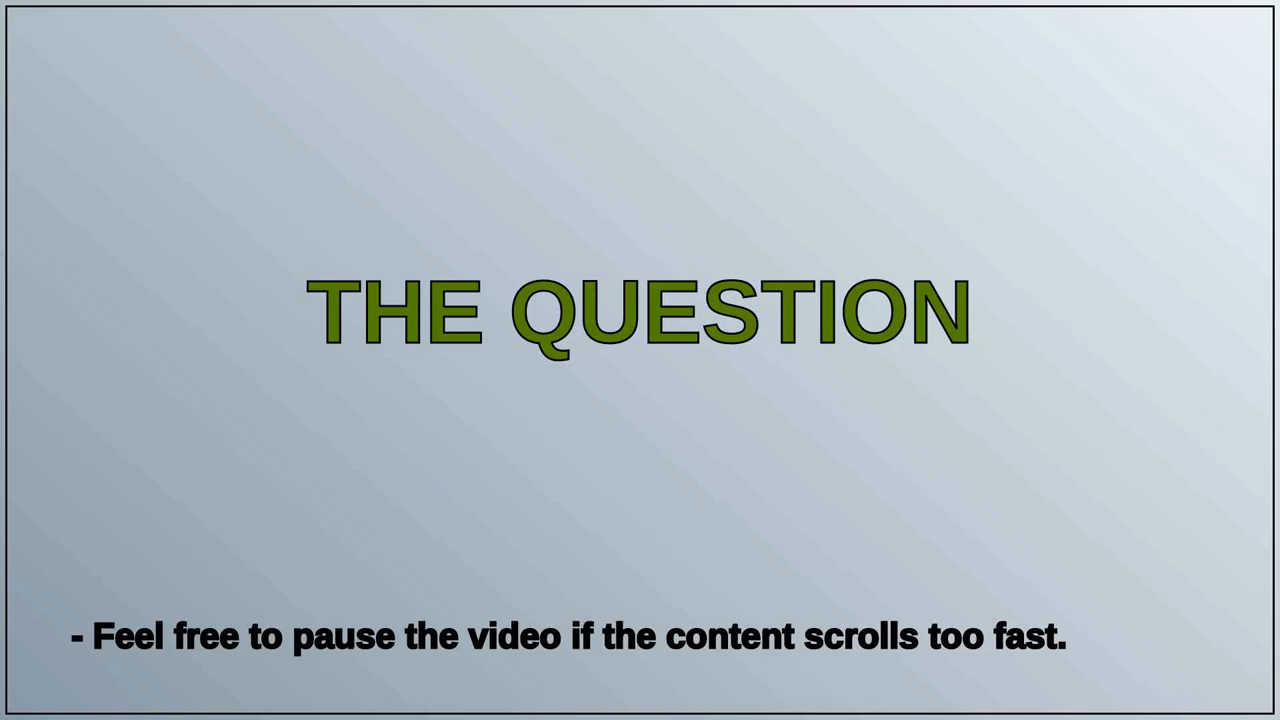 THE QUESTION
- Feel free to pause the video if the content scrolls too fast.